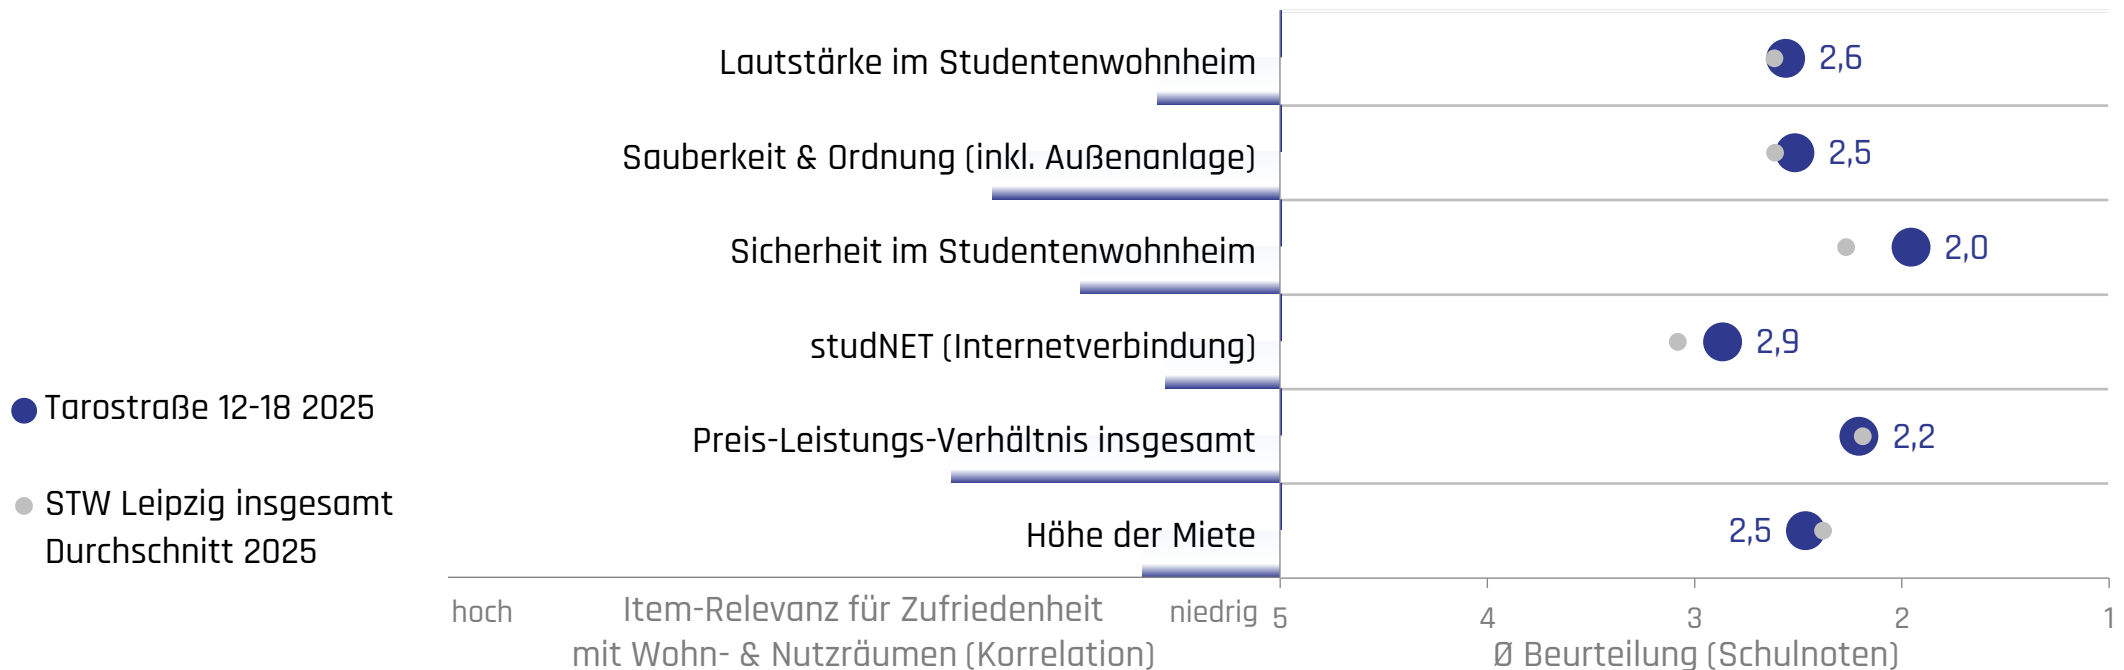 Lautstärke im Studentenwohnheim
2,6
Sauberkeit & Ordnung (inkl. Außenanlage)
2,5
Sicherheit im Studentenwohnheim
2,0
studNET (Internetverbindung)
2,9
Preis-Leistungs-Verhältnis insgesamt
2,2
Höhe der Miete
2,5
Tarostraße 12-18 2025
STW Leipzig insgesamt
Durchschnitt 2025
hoch
Item-Relevanz für Zufriedenheit
niedrig
mit Wohn- & Nutzräumen (Korrelation)
5 4 3 2 1
Ø Beurteilung (Schulnoten)